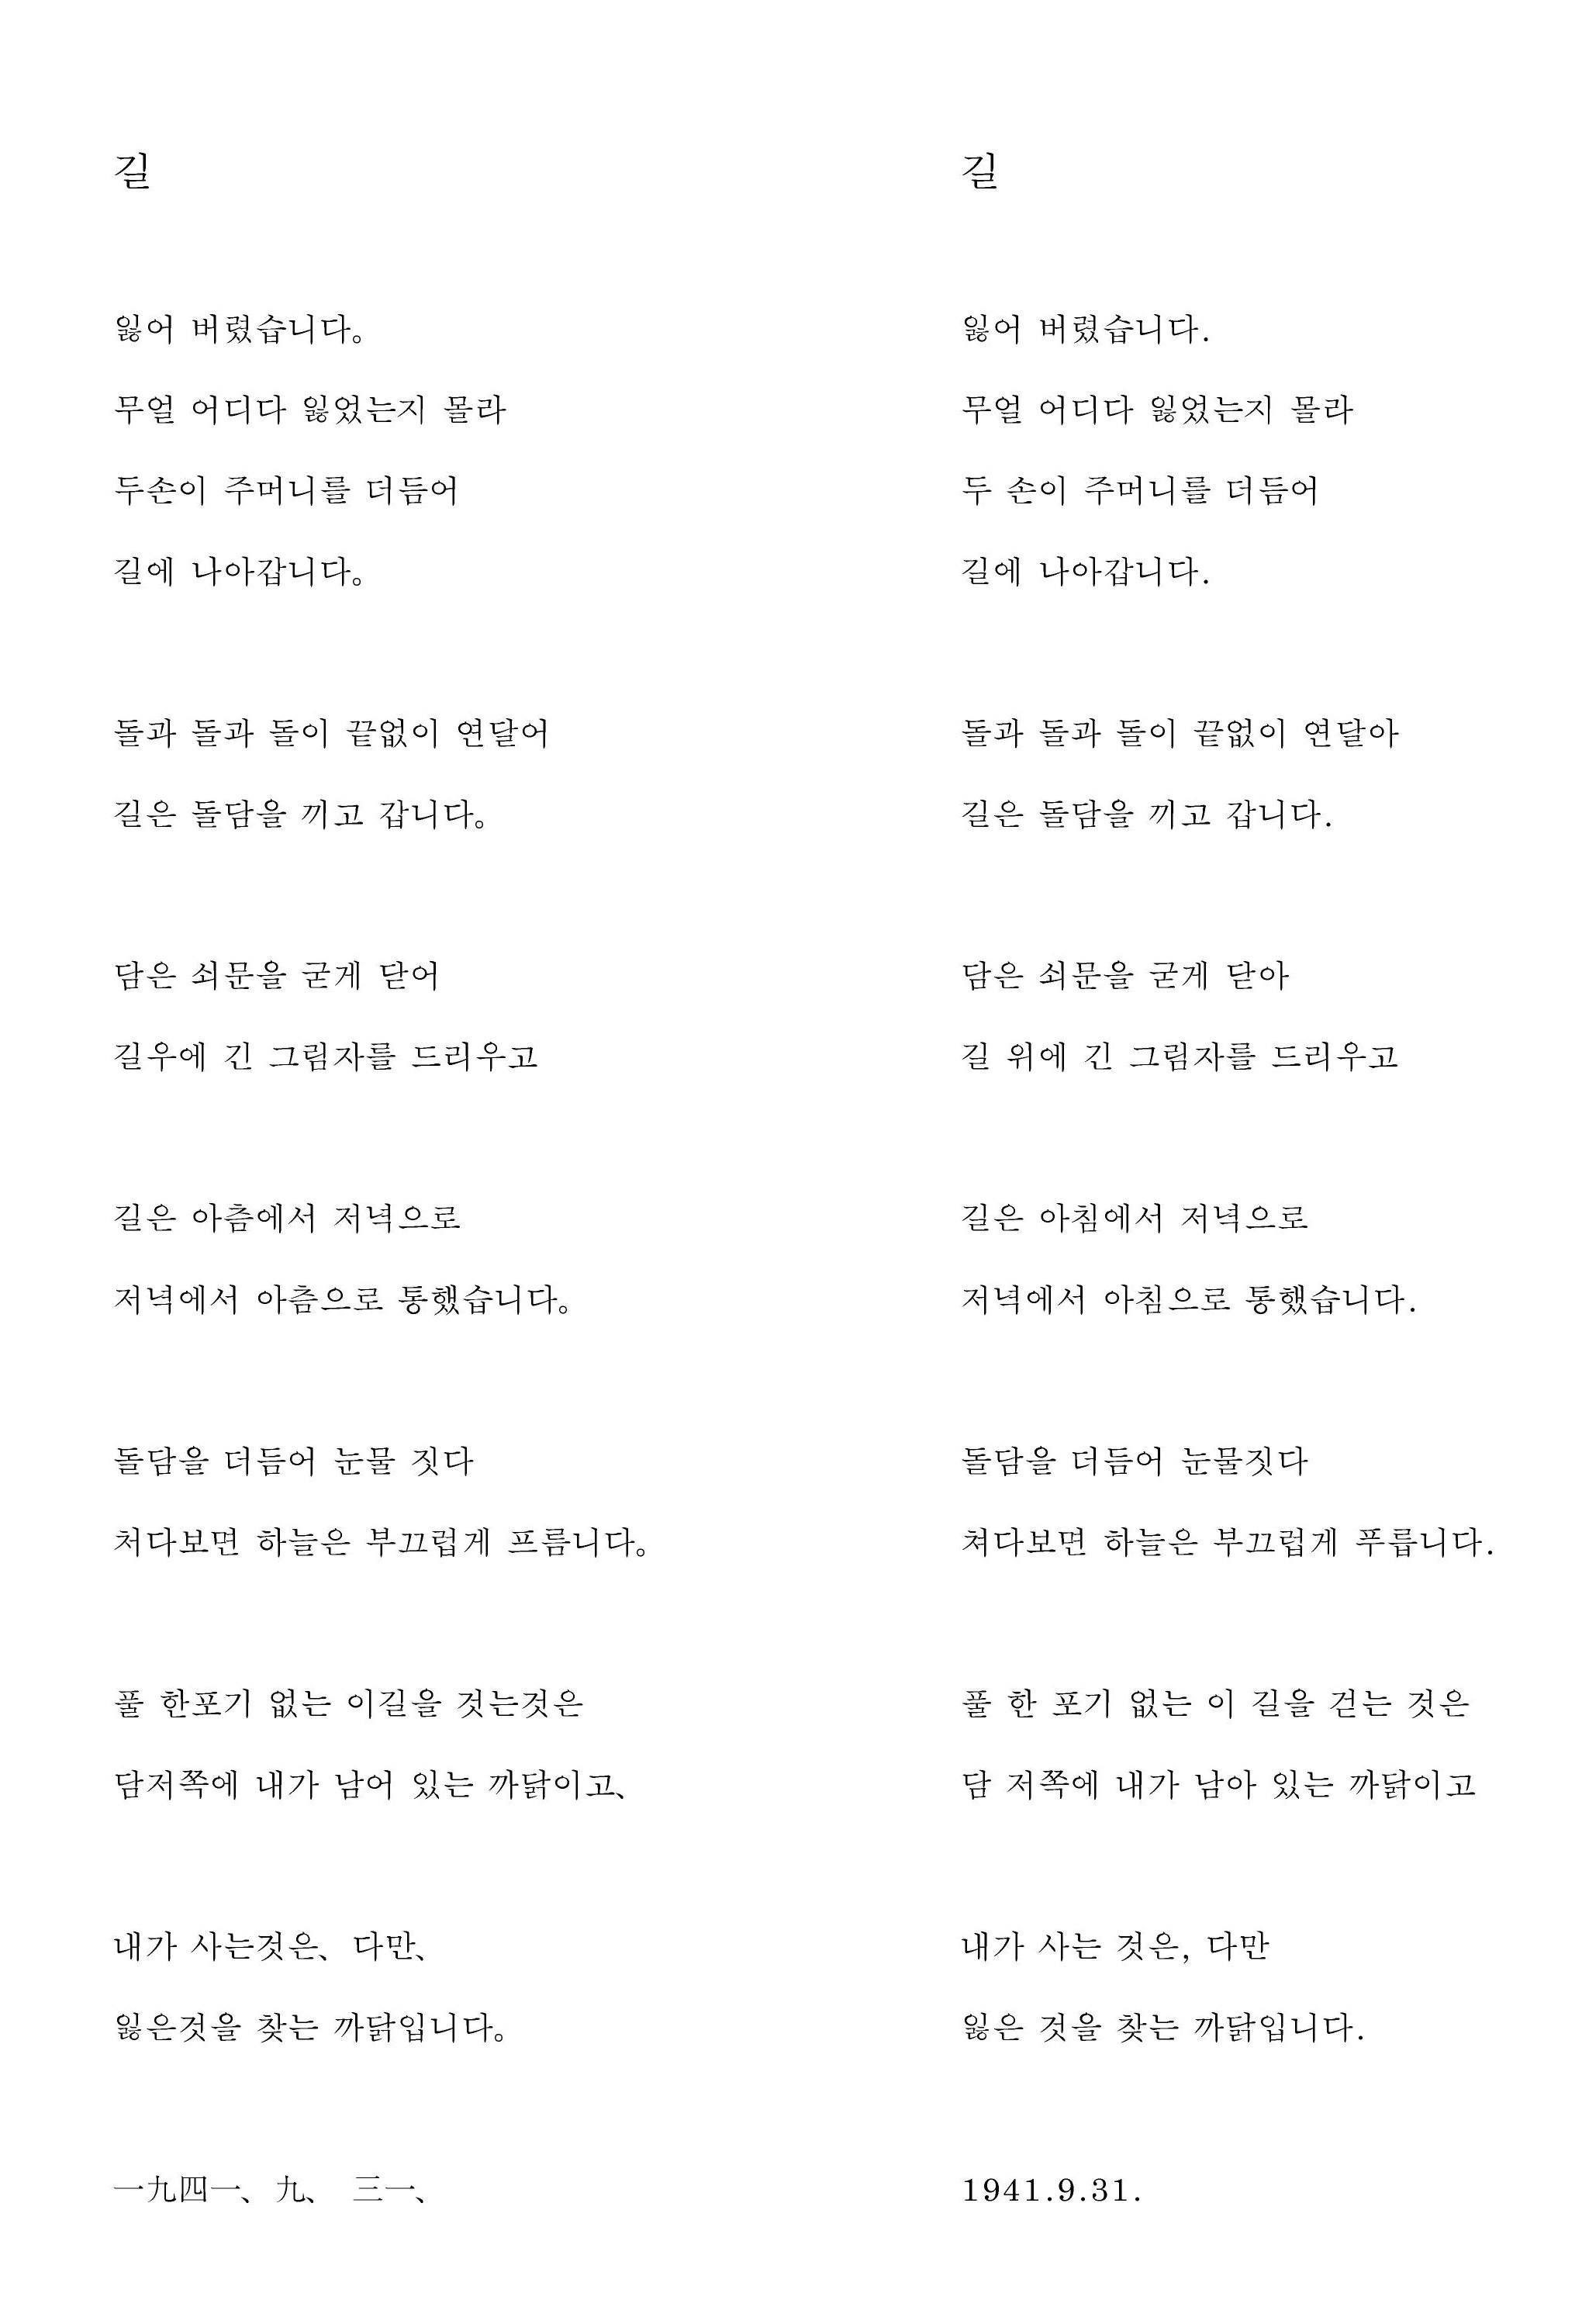 길
잃어 버렸습니다。
무얼 어디다 잃었는지 몰라
두손이 주머니를 더듬어
길에 나아갑니다。
돌과 돌과 돌이 끝없이 연달어
길은 돌담을 끼고 갑니다。
담은 쇠문을 굳게 닫어
길우에 긴 그림자를 드리우고
길은 아츰에서 저녁으로
저녁에서 아츰으로 통했습니다。
돌담을 더듬어 눈물 짓다
처다보면 하늘은 부끄럽게 프름니다。
풀 한포기 없는 이길을 것는것은
담저쪽에 내가 남어 있는 까닭이고、
내가 사는것은、다만、
잃은것을 찾는 까닭입니다。
一九四一、九、 三一、
길
잃어 버렸습니다.
무얼 어디다 잃었는지 몰라
두 손이 주머니를 더듬어
길에 나아갑니다.
돌과 돌과 돌이 끝없이 연달아
길은 돌담을 끼고 갑니다.
담은 쇠문을 굳게 닫아
길 위에 긴 그림자를 드리우고
길은 아침에서 저녁으로
저녁에서 아침으로 통했습니다.
돌담을 더듬어 눈물짓다
쳐다보면 하늘은 부끄럽게 푸릅니다.
풀 한 포기 없는 이 길을 걷는 것은
담 저쪽에 내가 남아 있는 까닭이고
내가 사는 것은, 다만
잃은 것을 찾는 까닭입니다.
1941.9.31.